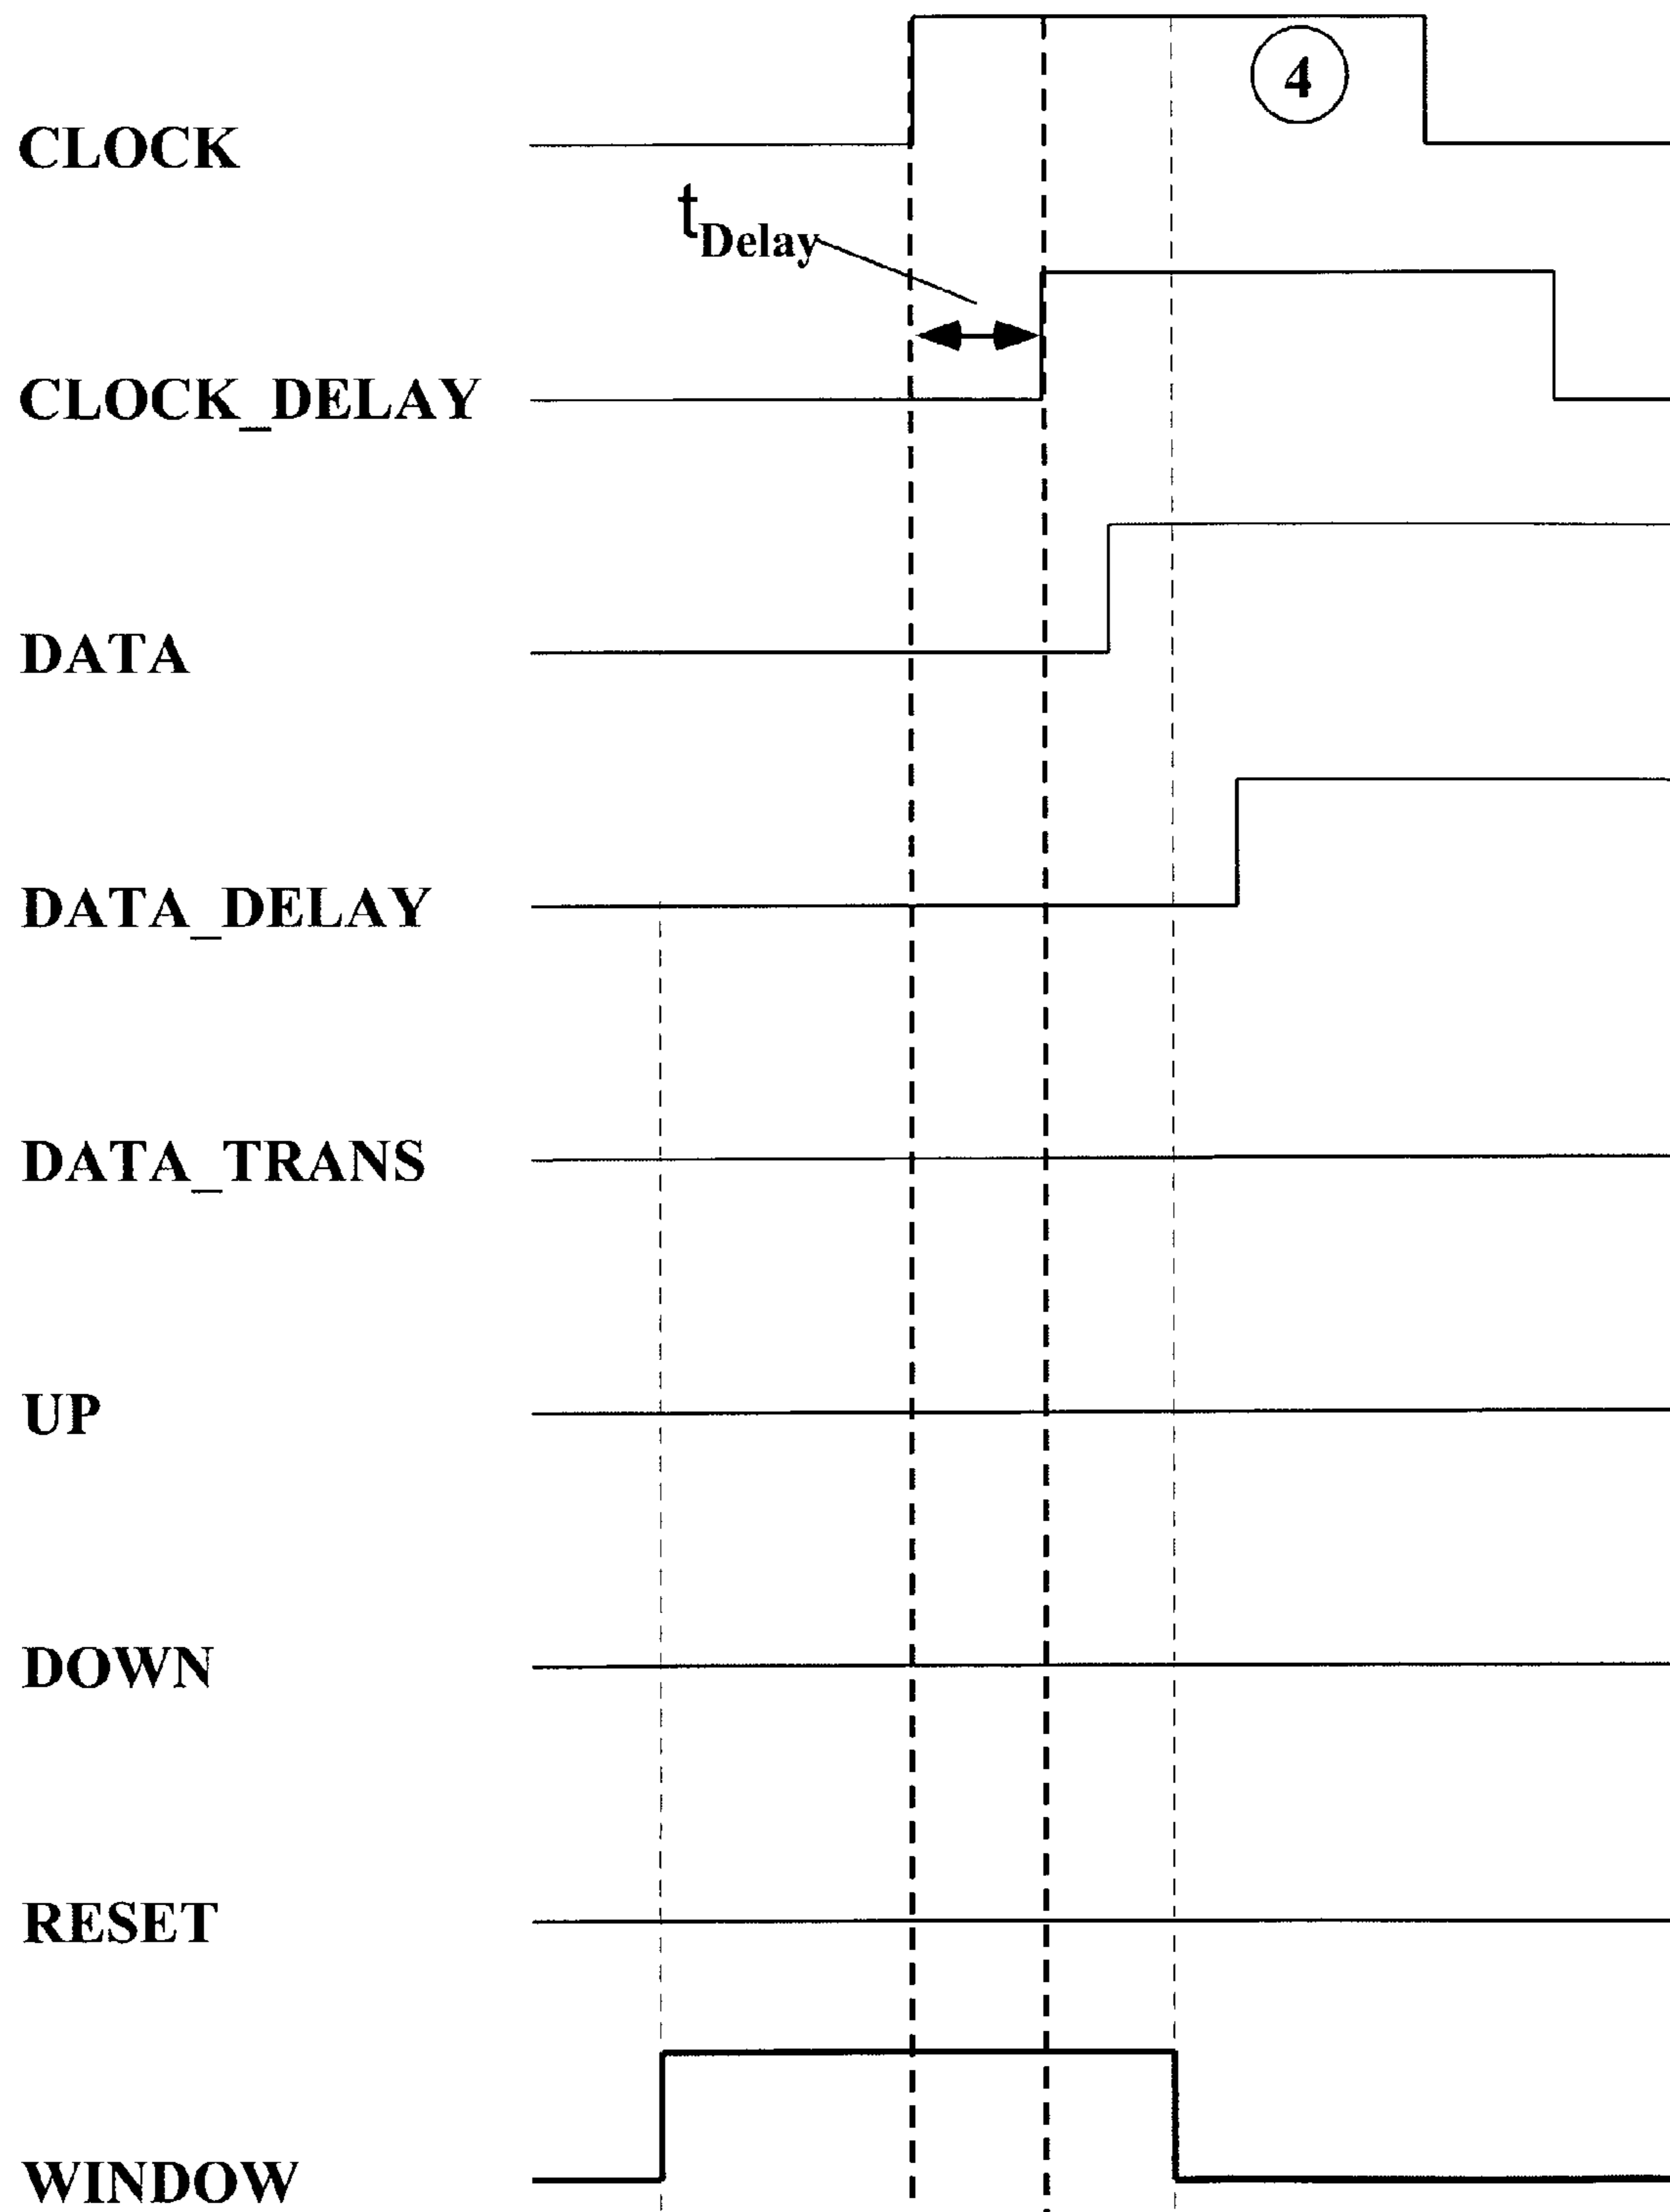 4
CLOCK
tDelay
CLOCK_DELAY
DATA
DATA_DELAY
DATA_TRANS
UP
DOWN
RESET
WINDOW